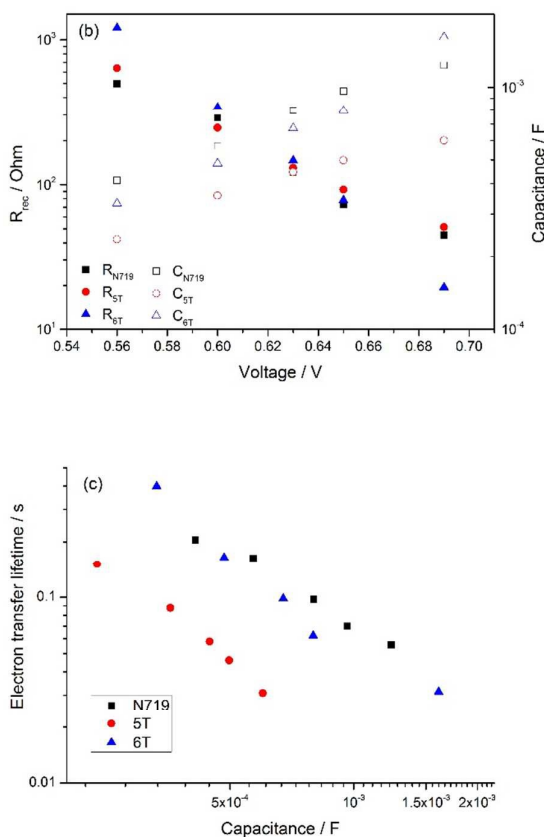 (b)
10³
10²
10¹
R_rec / Ohm
10⁻³
10⁻⁴
Capacitance / F
R_N719 C_N719
R_5T C_5T
R_6T C_6T
0.54 0.56 0.58 0.60 0.62 0.64 0.66 0.68 0.70
Voltage / V
(c)
0.1
0.01
Electron transfer lifetime / s
N719
5T
6T
5x10⁻⁴ 10⁻³ 1.5x10⁻³ 2x10⁻³
Capacitance / F